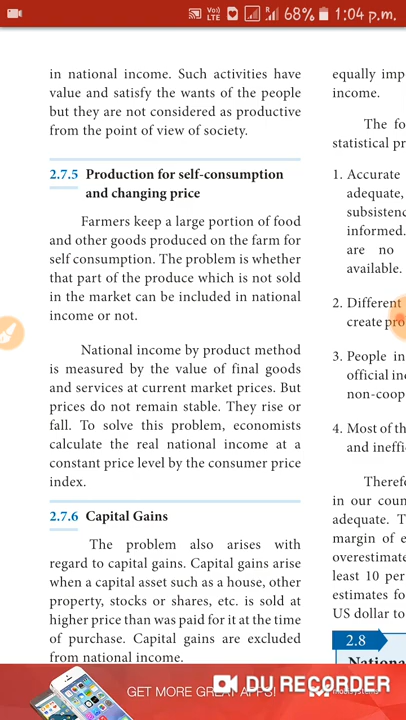 68% 1:04 p.m.
in national income. Such activities have
value and satisfy the wants of the people
but they are not considered as productive
from the point of view of society.
2.7.5 Production for self-consumption
and changing price
Farmers keep a large portion of food
and other goods produced on the farm for
self consumption. The problem is whether
that part of the produce which is not sold
in the market can be included in national
income or not.
National income by product method
is measured by the value of final goods
and services at current market prices. But
prices do not remain stable. They rise or
fall. To solve this problem, economists
calculate the real national income at a
constant price level by the consumer price
index.
2.7.6 Capital Gains
The problem also arises with
regard to capital gains. Capital gains arise
when a capital asset such as a house, other
property, stocks or shares, etc. is sold at
higher price than was paid for it at the time
of purchase. Capital gains are excluded
from national income.
equally imp
income.
The fo
statistical pr
1. Accurate
adequate,
subsistenc
informed.
are no
available.
2. Different
create pro
3. People in
official inc
non-coop
4. Most of th
and ineffi
Therefo
in our coun
adequate. T
margin of e
overestimate
least 10 per
estimates fo
US dollar to
2.8
GET MORE GREAT APPS!
DU RECORDER